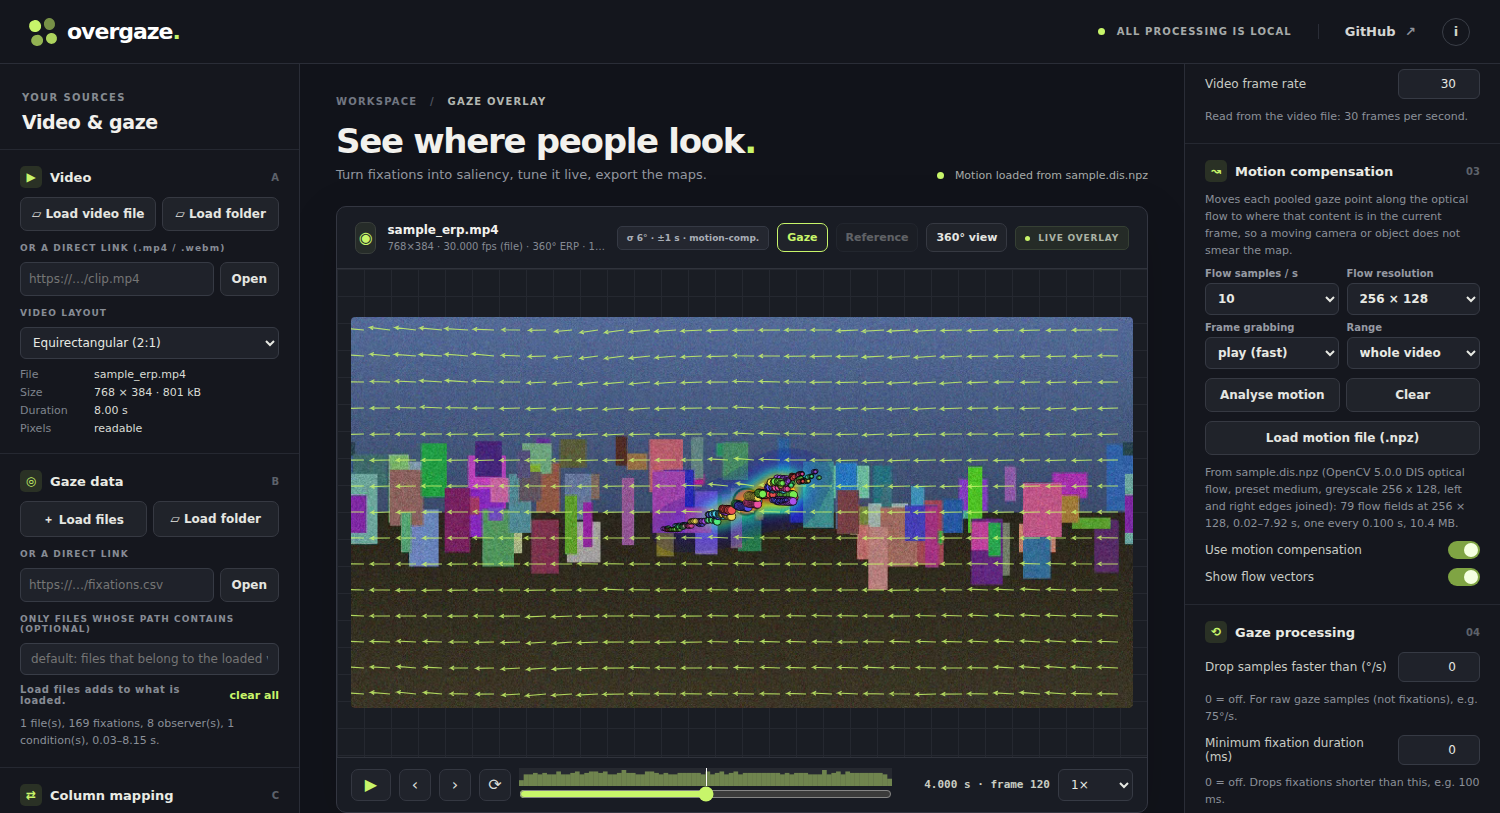 overgaze.
ALL PROCESSING IS LOCAL
GitHub ↗
i
YOUR SOURCES
Video & gaze
Video
A
Load video file
Load folder
OR A DIRECT LINK (.mp4 / .webm)
https://…/clip.mp4
Open
VIDEO LAYOUT
Equirectangular (2:1)
File sample_erp.mp4
Size 768 × 384 · 801 kB
Duration 8.00 s
Pixels readable
Gaze data
B
+ Load files
Load folder
OR A DIRECT LINK
https://…/fixations.csv
Open
ONLY FILES WHOSE PATH CONTAINS
(OPTIONAL)
default: files that belong to the loaded
Load files adds to what is
loaded.
clear all
1 file(s), 169 fixations, 8 observer(s), 1
condition(s), 0.03–8.15 s.
Column mapping
C
WORKSPACE / GAZE OVERLAY
See where people look.
Turn fixations into saliency, tune it live, export the maps.
Motion loaded from sample.dis.npz
sample_erp.mp4
768×384 · 30.000 fps (file) · 360° ERP · 1…
σ 6° · ±1 s · motion-comp.
Gaze
Reference
360° view
LIVE OVERLAY
4.000 s · frame 120
1×
Video frame rate
30
Read from the video file: 30 frames per second.
Motion compensation
03
Moves each pooled gaze point along the optical
flow to where that content is in the current
frame, so a moving camera or object does not
smear the map.
Flow samples / s
Flow resolution
10
256 × 128
Frame grabbing
Range
play (fast)
whole video
Analyse motion
Clear
Load motion file (.npz)
From sample.dis.npz (OpenCV 5.0.0 DIS optical
flow, preset medium, greyscale 256 × 128, left
and right edges joined): 79 flow fields at 256 ×
128, 0.02–7.92 s, one every 0.100 s, 10.4 MB.
Use motion compensation
Show flow vectors
Gaze processing
04
Drop samples faster than (°/s)
0
0 = off. For raw gaze samples (not fixations), e.g.
75°/s.
Minimum fixation duration
(ms)
0
0 = off. Drops fixations shorter than this, e.g. 100
ms.